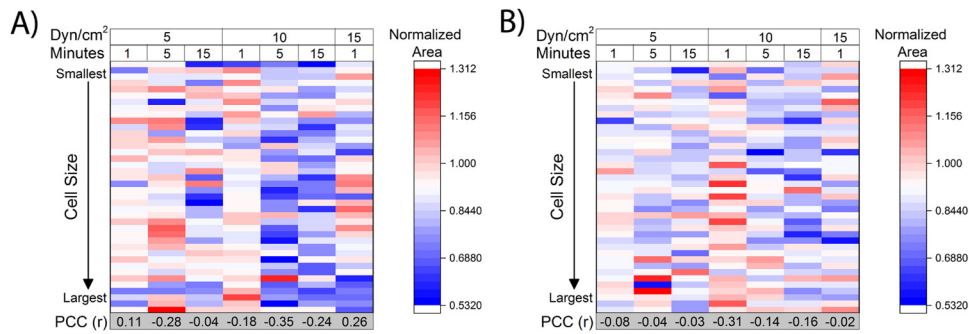 A)
Dyn/cm² 5 10 15
Minutes 1 5 15 1 5 15 1
Smallest
Cell Size
Largest
PCC (r) 0.11 -0.28 -0.04 -0.18 -0.35 -0.24 0.26
Normalized
Area
1.312
1.156
1.000
0.8440
0.6880
0.5320
B)
Dyn/cm² 5 10 15
Minutes 1 5 15 1 5 15 1
Smallest
Cell Size
Largest
PCC (r) -0.08 -0.04 -0.03 -0.31 -0.14 -0.16 -0.02
Normalized
Area
1.312
1.156
1.000
0.8440
0.6880
0.5320